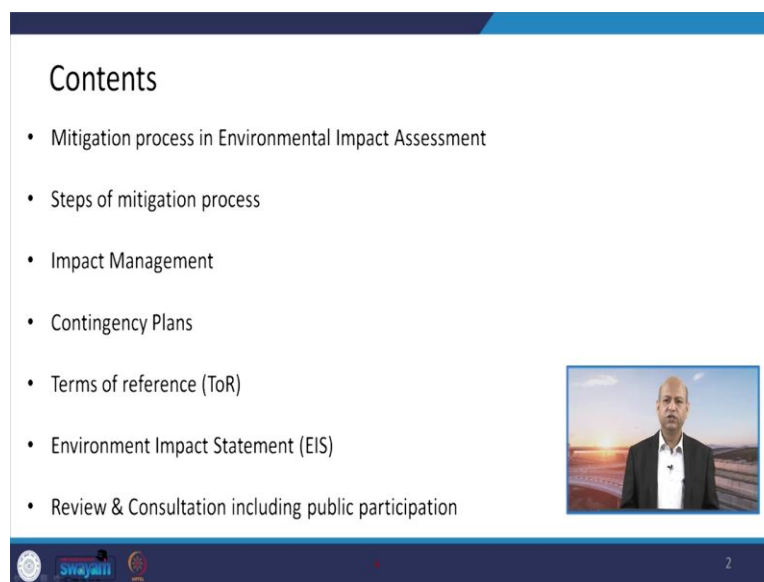 Contents
• Mitigation process in Environmental Impact Assessment
• Steps of mitigation process
• Impact Management
• Contingency Plans
• Terms of reference (ToR)
• Environment Impact Statement (EIS)
• Review & Consultation including public participation
swayam
2